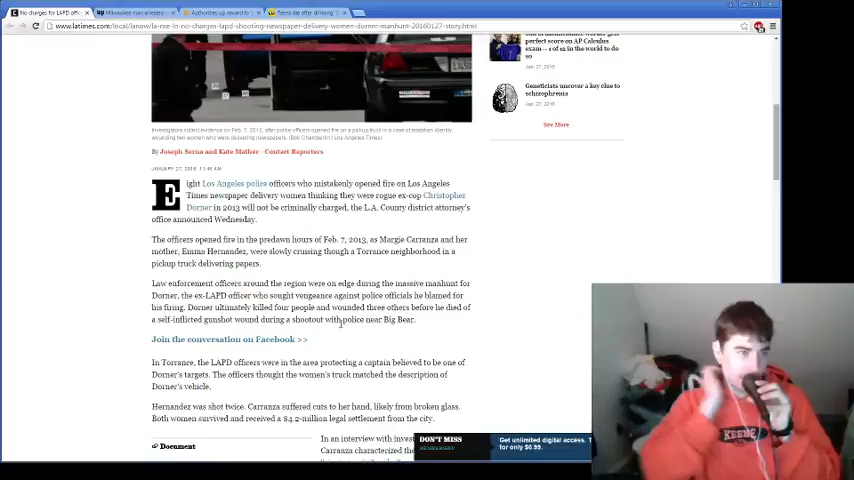 No charges for LAPD offi
Milwaukee man arrested
Authorities up reward to
Teens die after drinking
www.latimes.com/local/lanow/la-me-ln-no-charges-lapd-shooting-newspaper-delivery-women-dorner-manhunt-20160127-story.html
perfect score on AP Calculus
exam — 1 of 12 in the world to do
so
Jan 27, 2016
Geneticists uncover a key clue to
schizophrenia
Jan 27, 2016
See More
Investigators collected evidence on Feb. 7, 2013, after police officers opened fire on a pickup truck in a case of mistaken identity,
wounding two women who were delivering newspapers. (Bob Chamberlin / Los Angeles Times)
By Joseph Serna and Kate Mather · Contact Reporters
JANUARY 27, 2016, 11:46 AM
Eight Los Angeles police officers who mistakenly opened fire on Los Angeles
Times newspaper delivery women thinking they were rogue ex-cop Christopher
Dorner in 2013 will not be criminally charged, the L.A. County district attorney's
office announced Wednesday.
The officers opened fire in the predawn hours of Feb. 7, 2013, as Margie Carranza and her
mother, Emma Hernandez, were slowly cruising though a Torrance neighborhood in a
pickup truck delivering papers.
Law enforcement officers around the region were on edge during the massive manhunt for
Dorner, the ex-LAPD officer who sought vengeance against police officials he blamed for
his firing. Dorner ultimately killed four people and wounded three others before he died of
a self-inflicted gunshot wound during a shootout with police near Big Bear.
Join the conversation on Facebook >>
In Torrance, the LAPD officers were in the area protecting a captain believed to be one of
Dorner's targets. The officers thought the women's truck matched the description of
Dorner's vehicle.
Hernandez was shot twice. Carranza suffered cuts to her hand, likely from broken glass.
Both women survived and received a $4.2-million legal settlement from the city.
Document
In an interview with invest
Carranza characterized the
DON'T MISS
MEMBERSHIP
Get unlimited digital access. T
for only $0.99.
KEENE